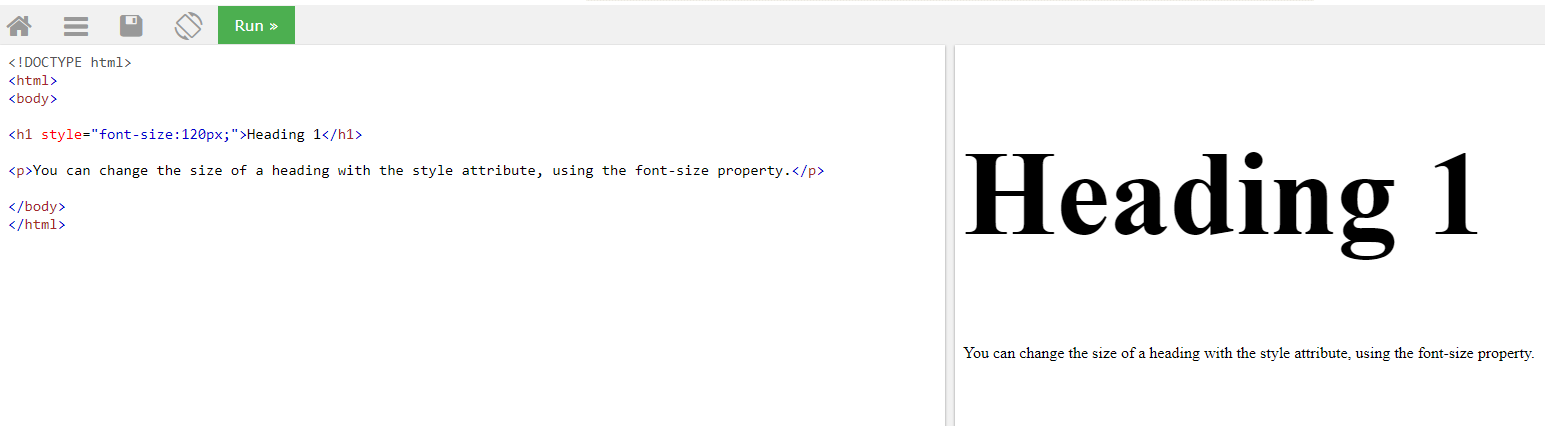 Run »
<!DOCTYPE html>
<html>
<body>
<h1 style="font-size:120px;">Heading 1</h1>
<p>You can change the size of a heading with the style attribute, using the font-size property.</p>
</body>
</html>
Heading 1
You can change the size of a heading with the style attribute, using the font-size property.